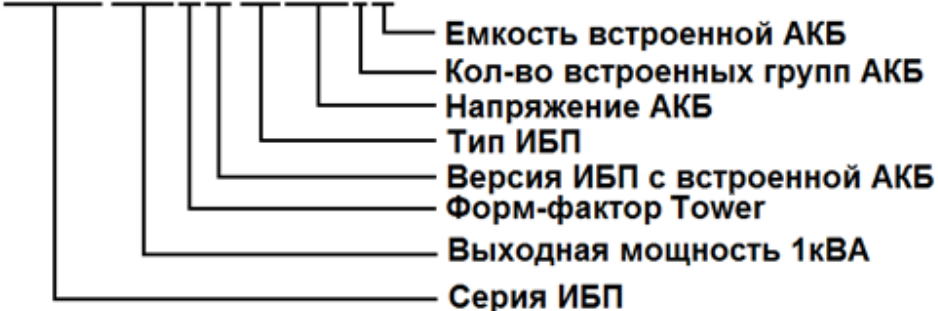 Емкость встроенной АКБ
Кол-во встроенных групп АКБ
Напряжение АКБ
Тип ИБП
Версия ИБП с встроенной АКБ
Форм-фактор Tower
Выходная мощность 1кВА
Серия ИБП